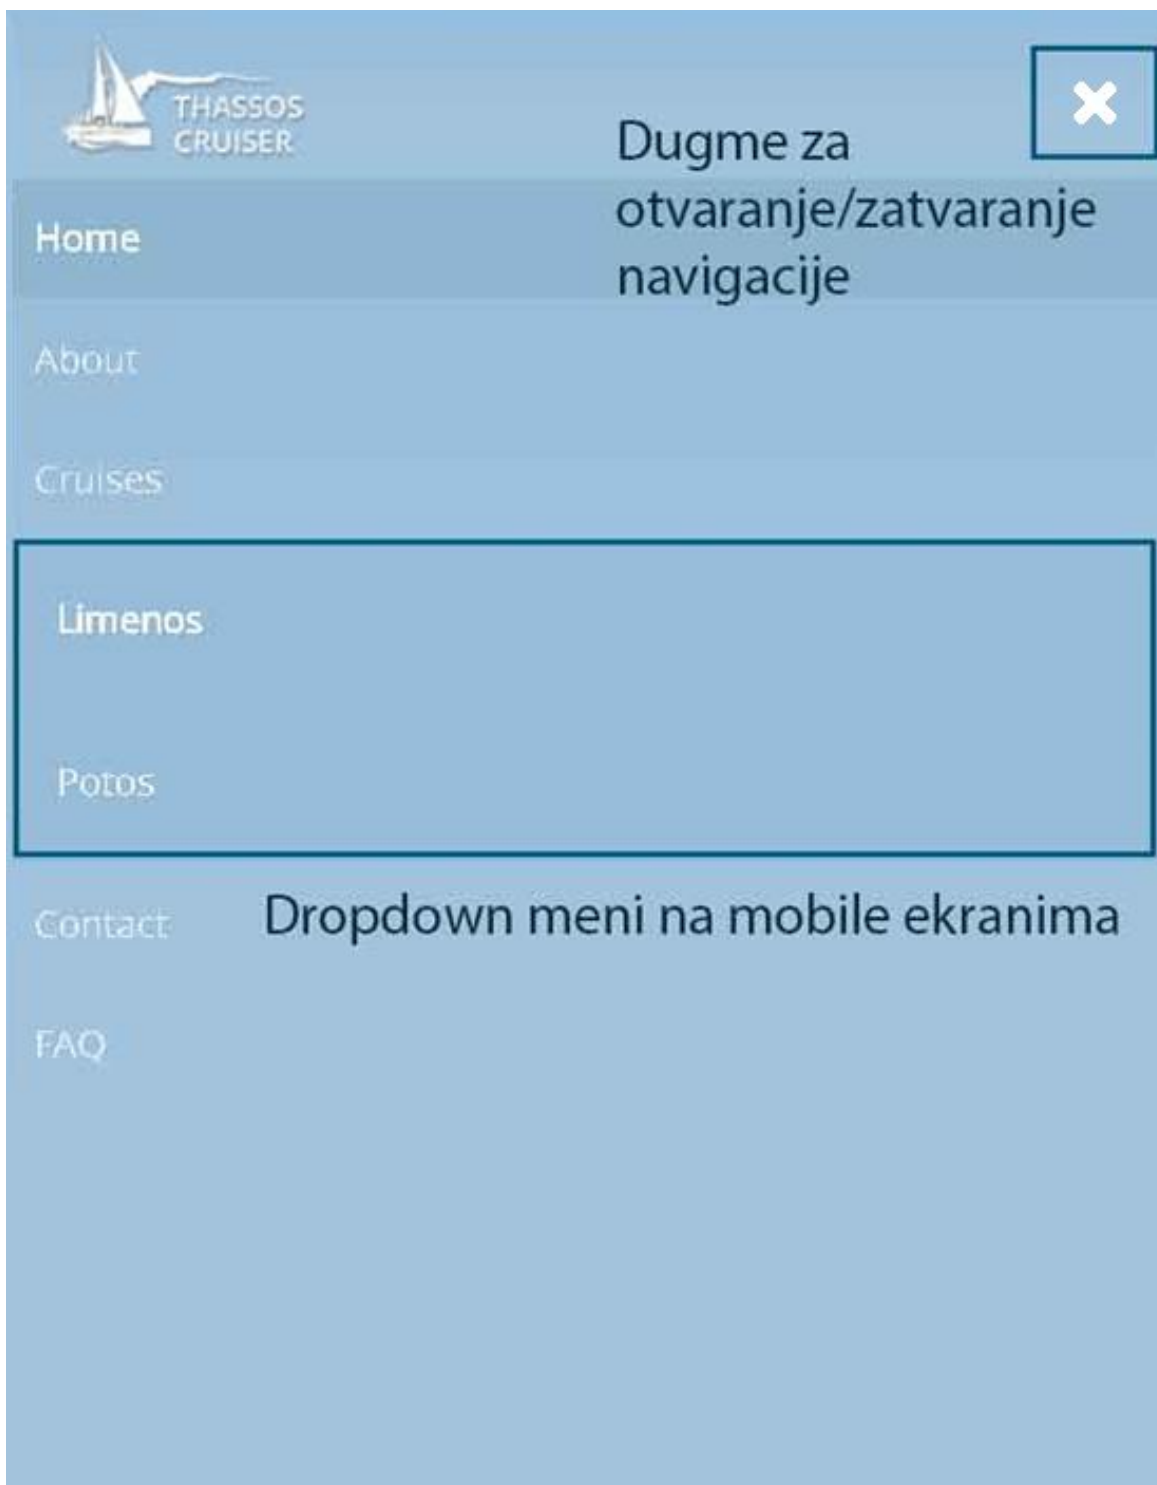 THASSOS
CRUISER
Dugme za
otvaranje/zatvaranje
navigacije
Home
About
Cruises
Limenos
Potos
Contact
Dropdown meni na mobile ekranima
FAQ